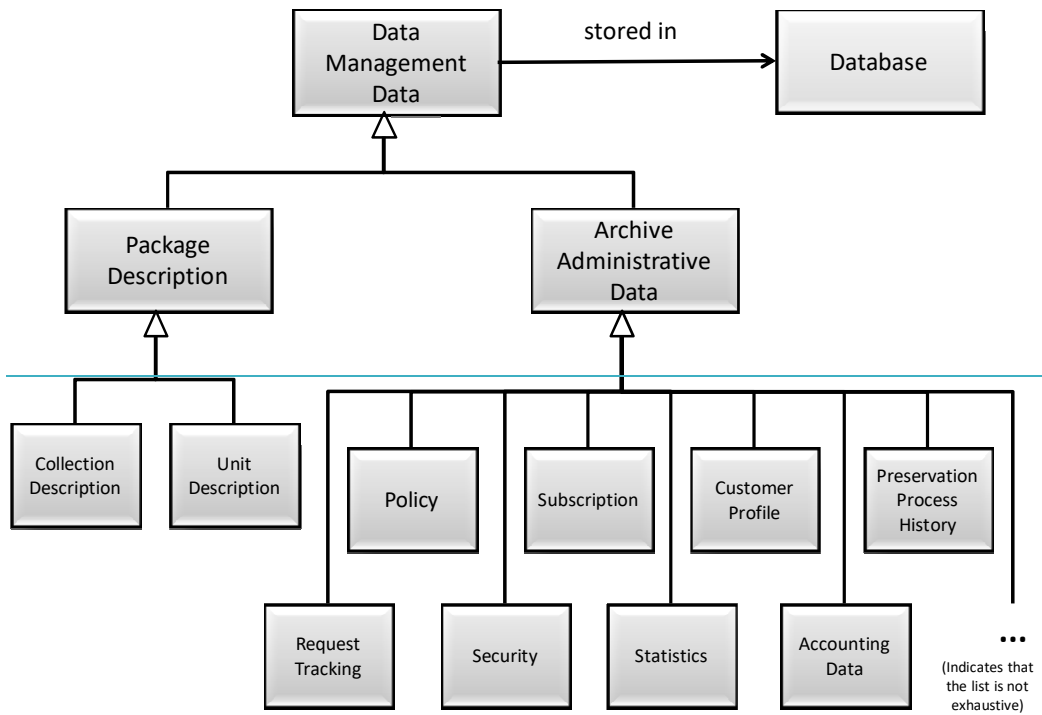 Data
Management
Data
stored in
Database
Package
Description
Archive
Administrative
Data
Collection
Description
Unit
Description
Policy
Subscription
Customer
Profile
Preservation
Process
History
Request
Tracking
Security
Statistics
Accounting
Data
...
(Indicates that
the list is not
exhaustive)